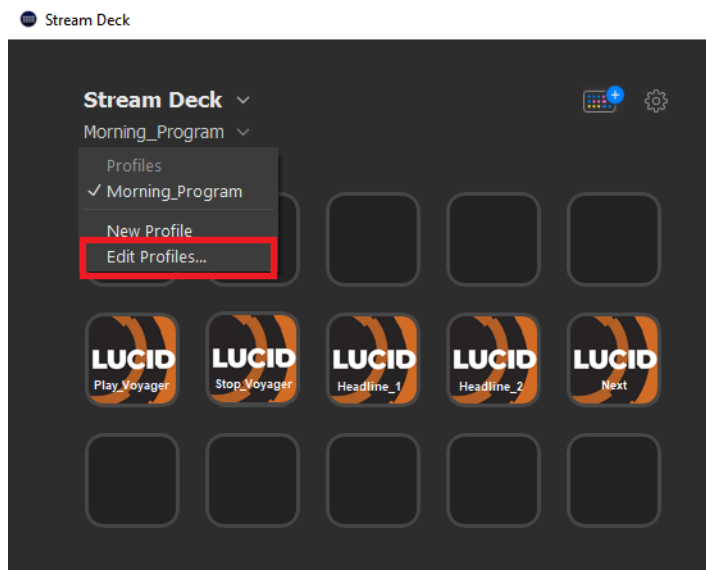 Stream Deck
Stream Deck
Morning_Program
Profiles
Morning_Program
New Profile
Edit Profiles...
LUCID
Play_Voyager
LUCID
Stop_Voyager
LUCID
Headline_1
LUCID
Headline_2
LUCID
Next